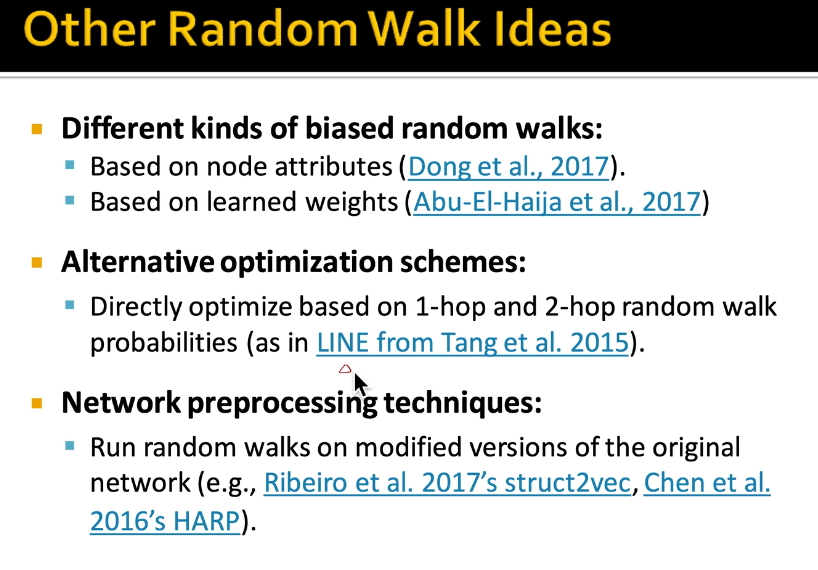 Other Random Walk Ideas
Different kinds of biased random walks:
Based on node attributes (Dong et al., 2017).
Based on learned weights (Abu-El-Haija et al., 2017)
Alternative optimization schemes:
Directly optimize based on 1-hop and 2-hop random walk
probabilities (as in LINE from Tang et al. 2015).
Network preprocessing techniques:
Run random walks on modified versions of the original
network (e.g., Ribeiro et al. 2017’s struct2vec, Chen et al.
2016’s HARP).